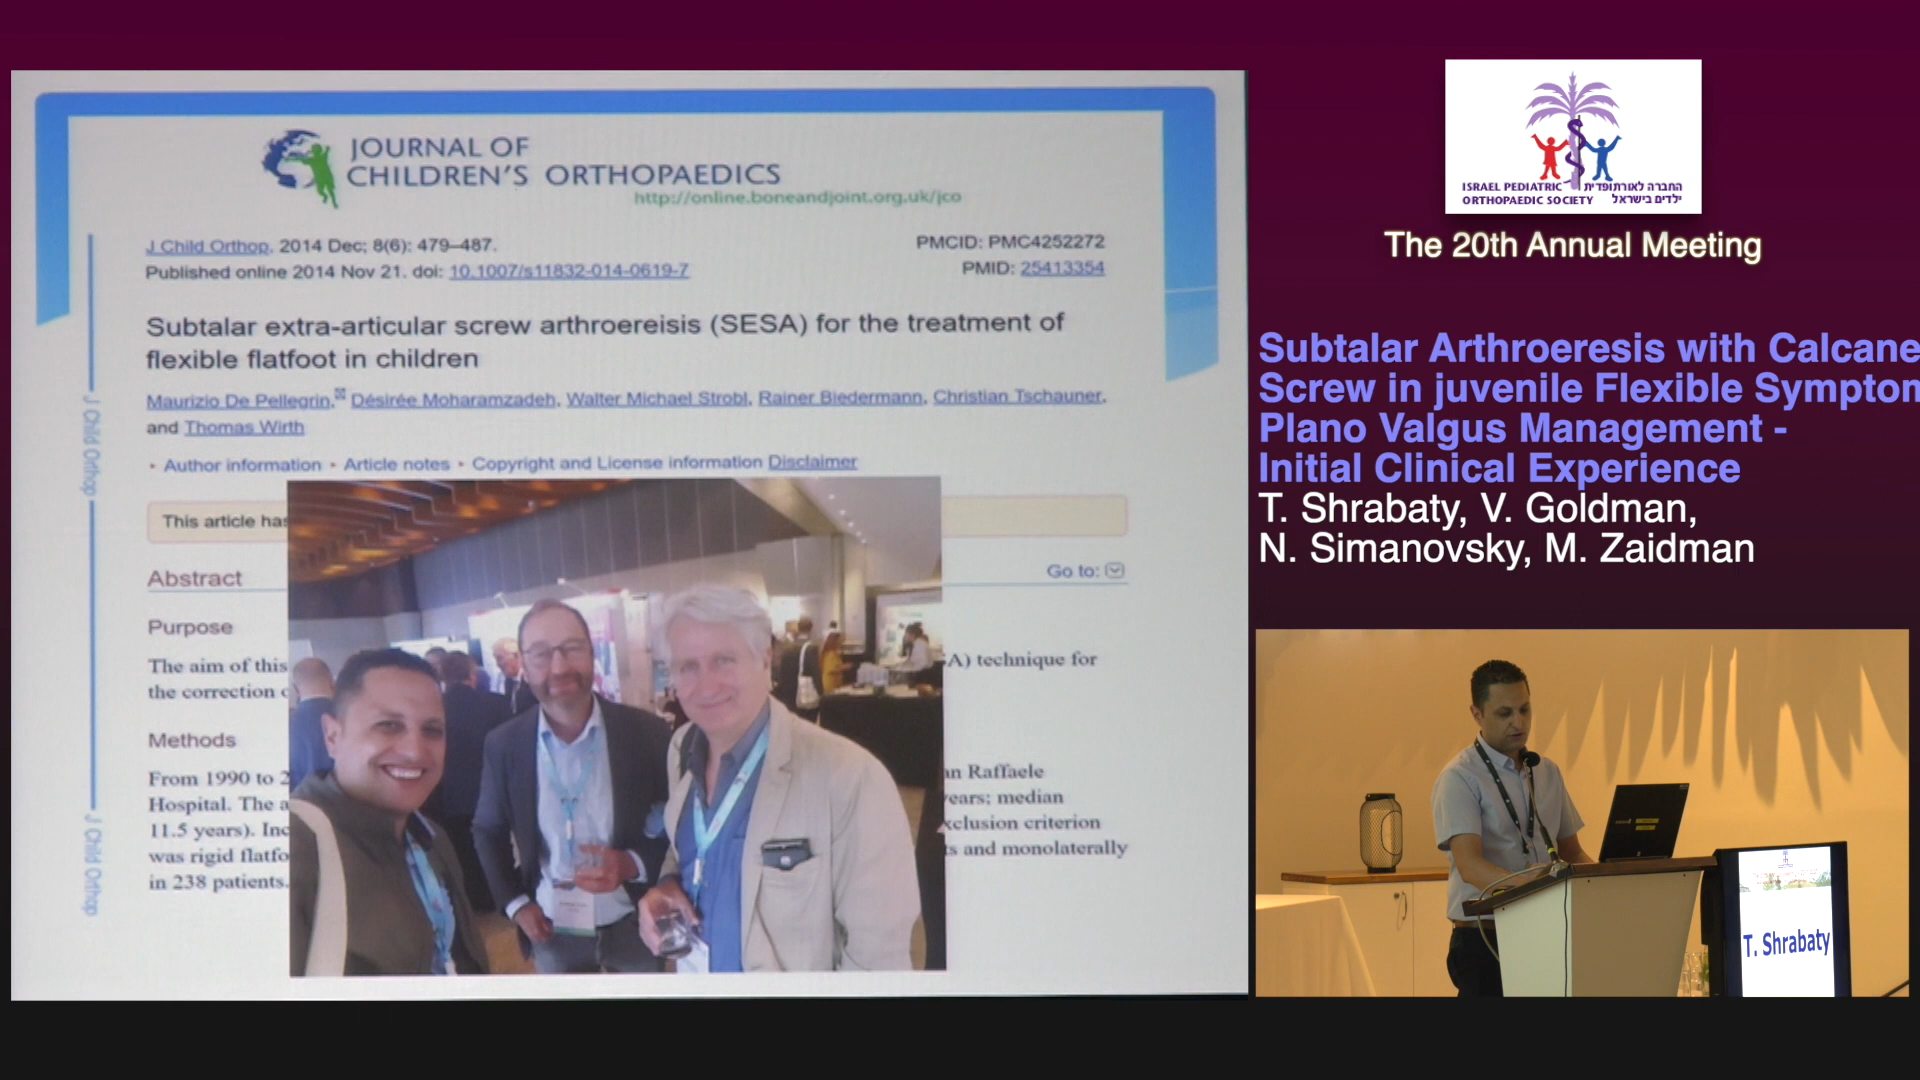 JOURNAL OF
CHILDREN'S ORTHOPAEDICS
http://online.boneandjoint.org.uk/jco
J Child Orthop. 2014 Dec; 8(6): 479–487.
Published online 2014 Nov 21. doi: 10.1007/s11832-014-0619-7
PMCID: PMC4252272
PMID: 25413354
Subtalar extra-articular screw arthroereisis (SESA) for the treatment of
flexible flatfoot in children
Maurizio De Pellegrin, Désirée Moharamzadeh, Walter Michael Strobl, Rainer Biedermann, Christian Tschauner,
and Thomas Wirth
Author information • Article notes • Copyright and License information Disclaimer
This article has
Abstract
Go to:
Purpose
The aim of this
A) technique for
the correction
Methods
From 1990 to 2
an Raffaele
Hospital. The a
years; median
11.5 years). Inc
xclusion criterion
was rigid flatfo
ts and monolaterally
in 238 patients.
J Child Orthop
J Child Orthop
ISRAEL PEDIATRIC
ORTHOPAEDIC SOCIETY
החברה לאורתופדית
ילדים בישראל
The 20th Annual Meeting
Subtalar Arthroeresis with Calcane
Screw in juvenile Flexible Sympton
Plano Valgus Management -
Initial Clinical Experience
T. Shrabaty, V. Goldman,
N. Simanovsky, M. Zaidman
T. Shrabaty